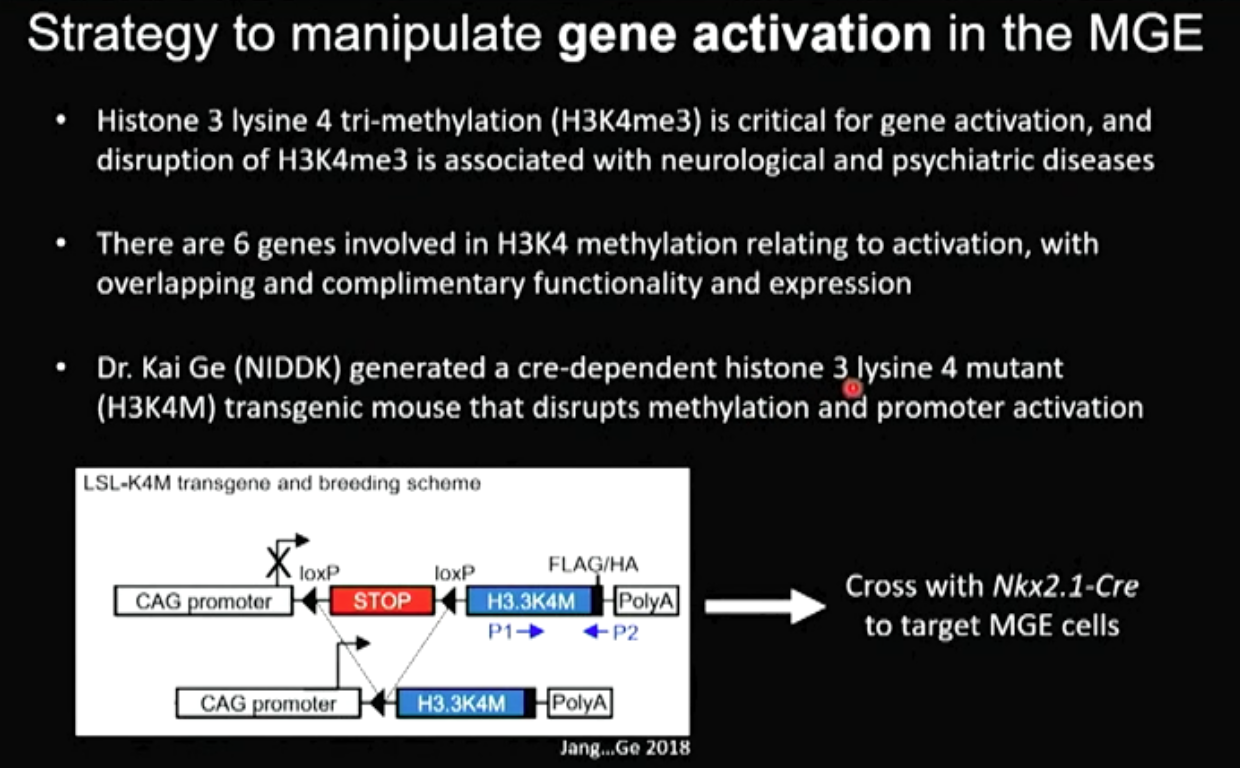 Strategy to manipulate gene activation in the MGE
• Histone 3 lysine 4 tri-methylation (H3K4me3) is critical for gene activation, and
disruption of H3K4me3 is associated with neurological and psychiatric diseases
• There are 6 genes involved in H3K4 methylation relating to activation, with
overlapping and complimentary functionality and expression
• Dr. Kai Ge (NIDDK) generated a cre-dependent histone 3 lysine 4 mutant
(H3K4M) transgenic mouse that disrupts methylation and promoter activation
LSL-K4M transgene and breeding scheme
loxP loxP FLAG/HA
CAG promoter STOP H3.3K4M PolyA
P1 P2
CAG promoter H3.3K4M PolyA
Jang...Ge 2018
Cross with Nkx2.1-Cre
to target MGE cells